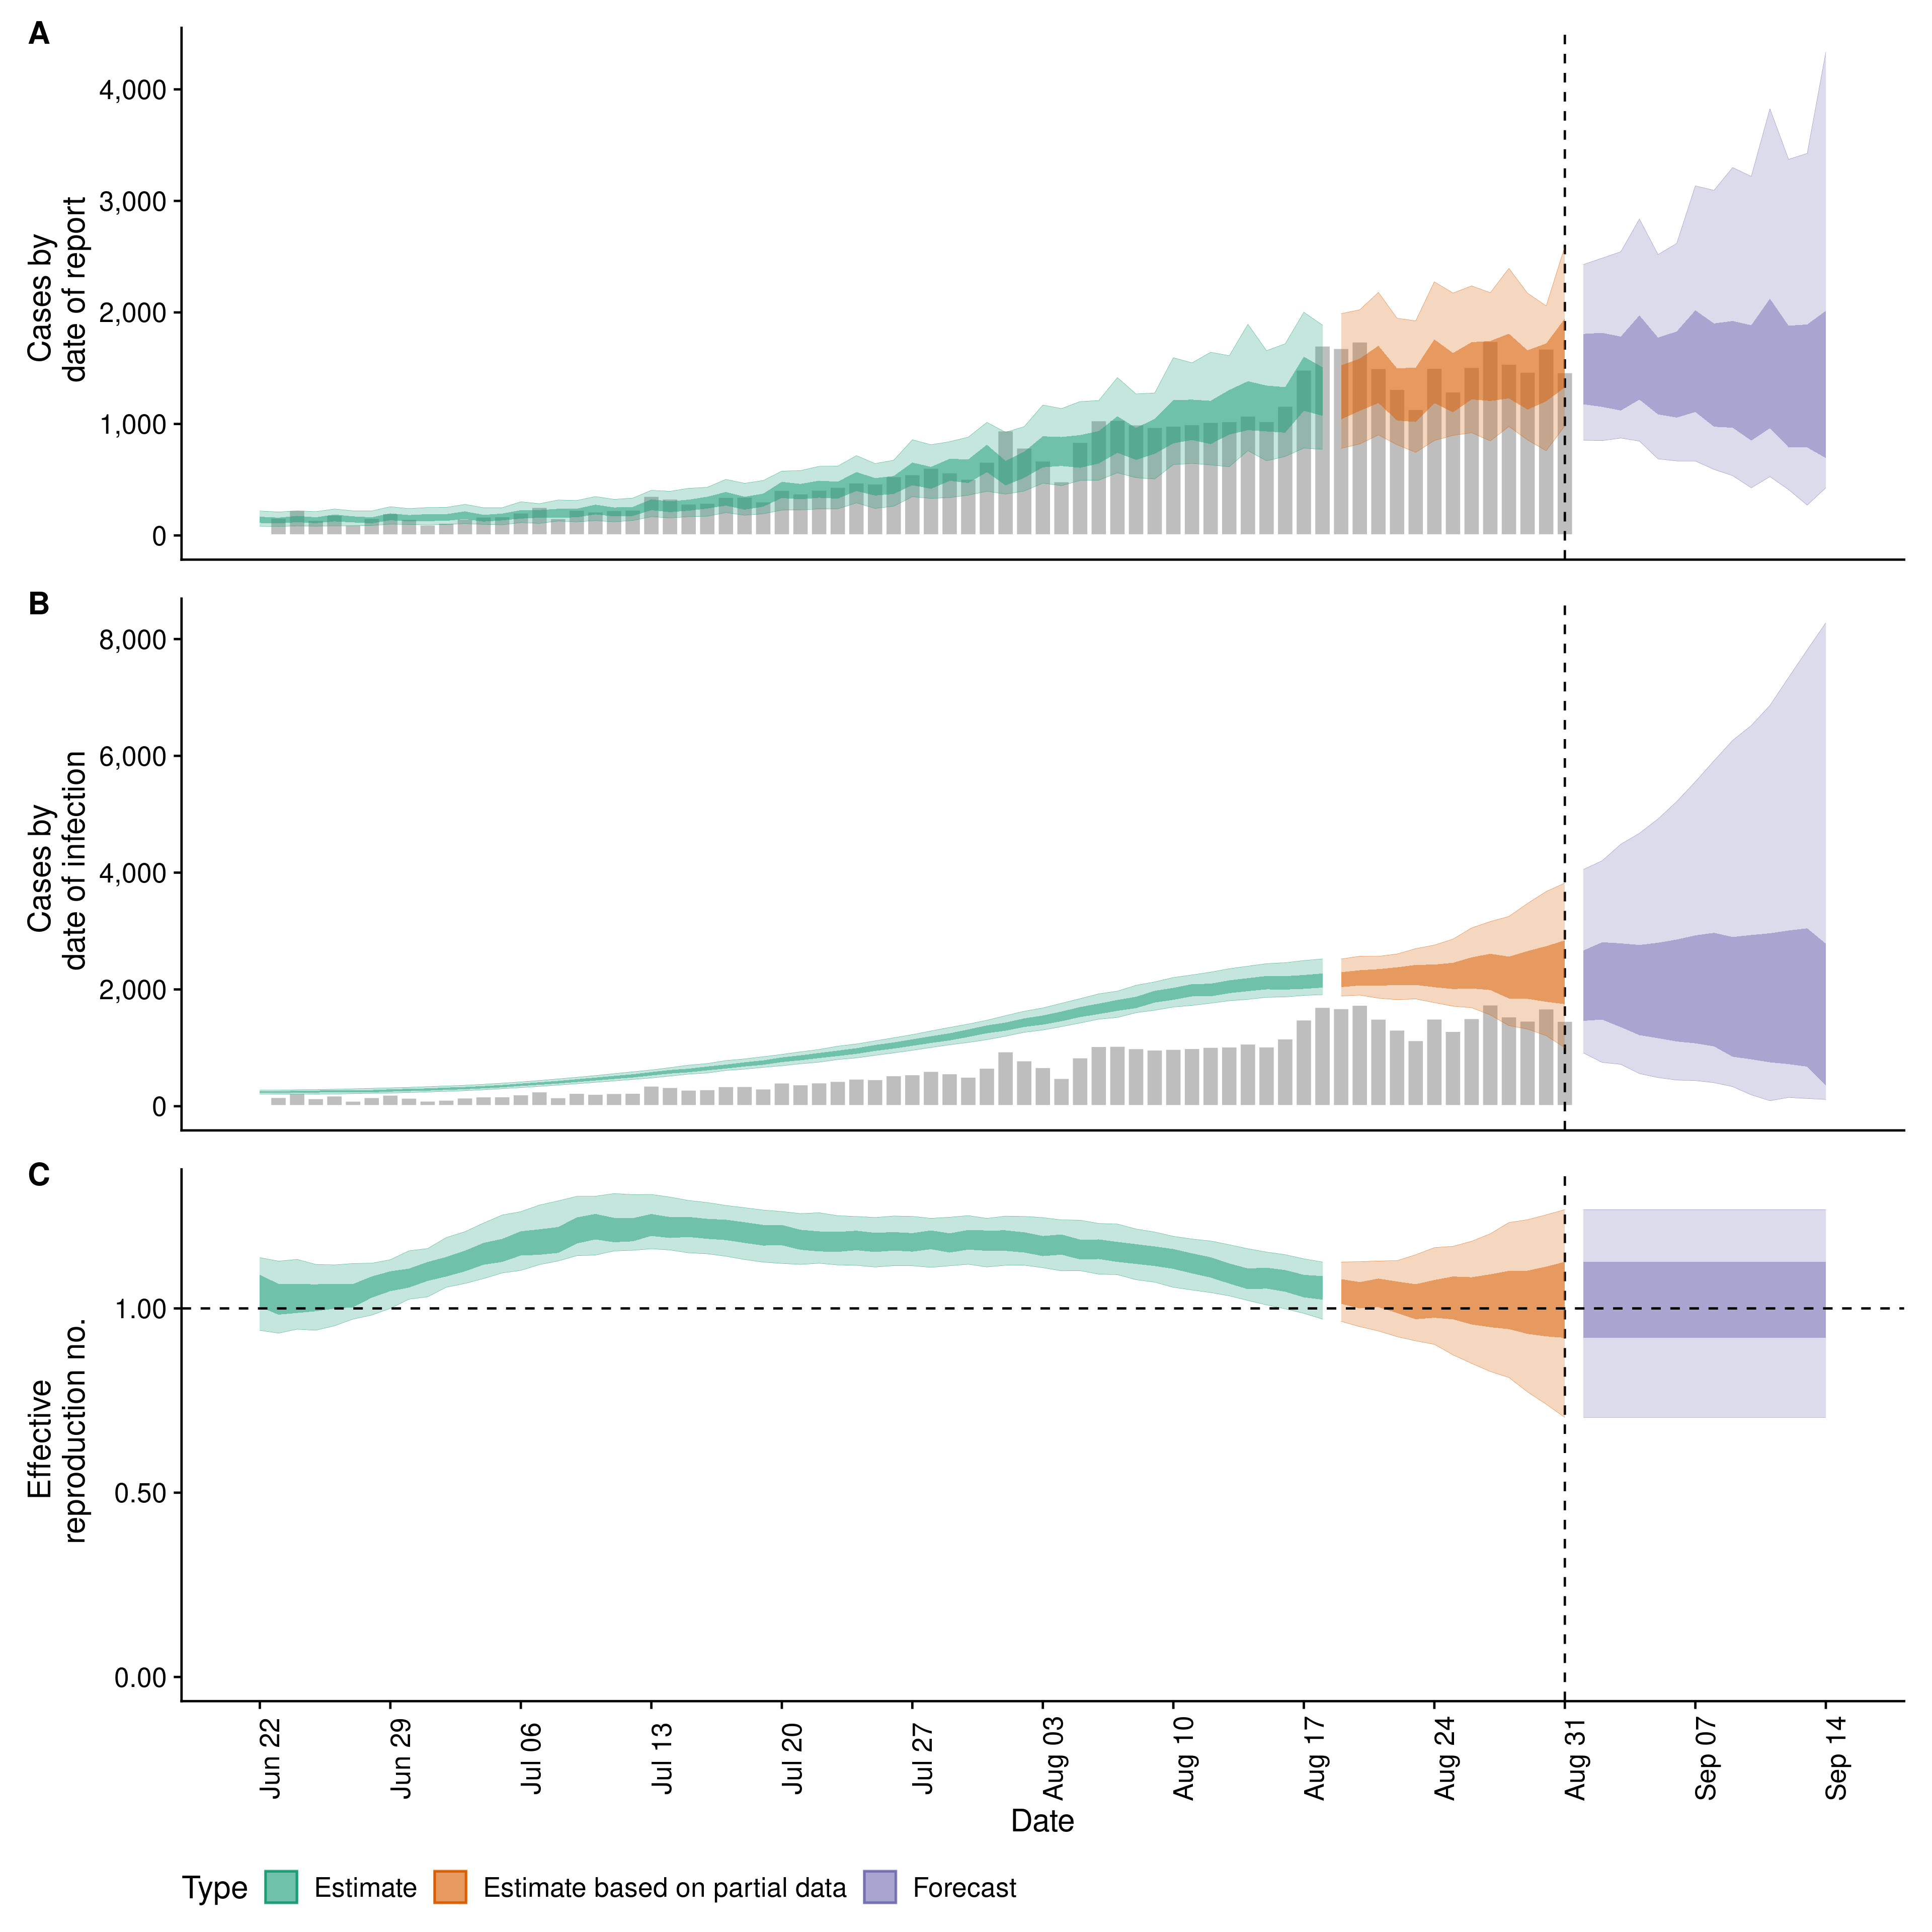 A
Cases by
date of report
4,000
3,000
2,000
1,000
0
B
Cases by
date of infection
8,000
6,000
4,000
2,000
0
C
Effective
reproduction no.
1.00
0.50
0.00
Jun 22
Jun 29
Jul 06
Jul 13
Jul 20
Jul 27
Aug 03
Aug 10
Aug 17
Aug 24
Aug 31
Sep 07
Sep 14
Date
Type Estimate Estimate based on partial data Forecast